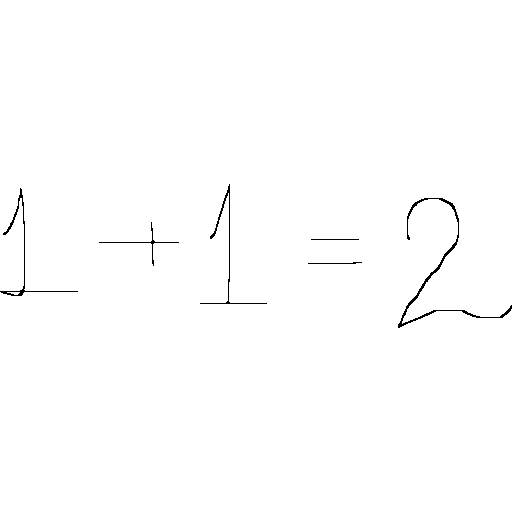 1 + 1 = 2